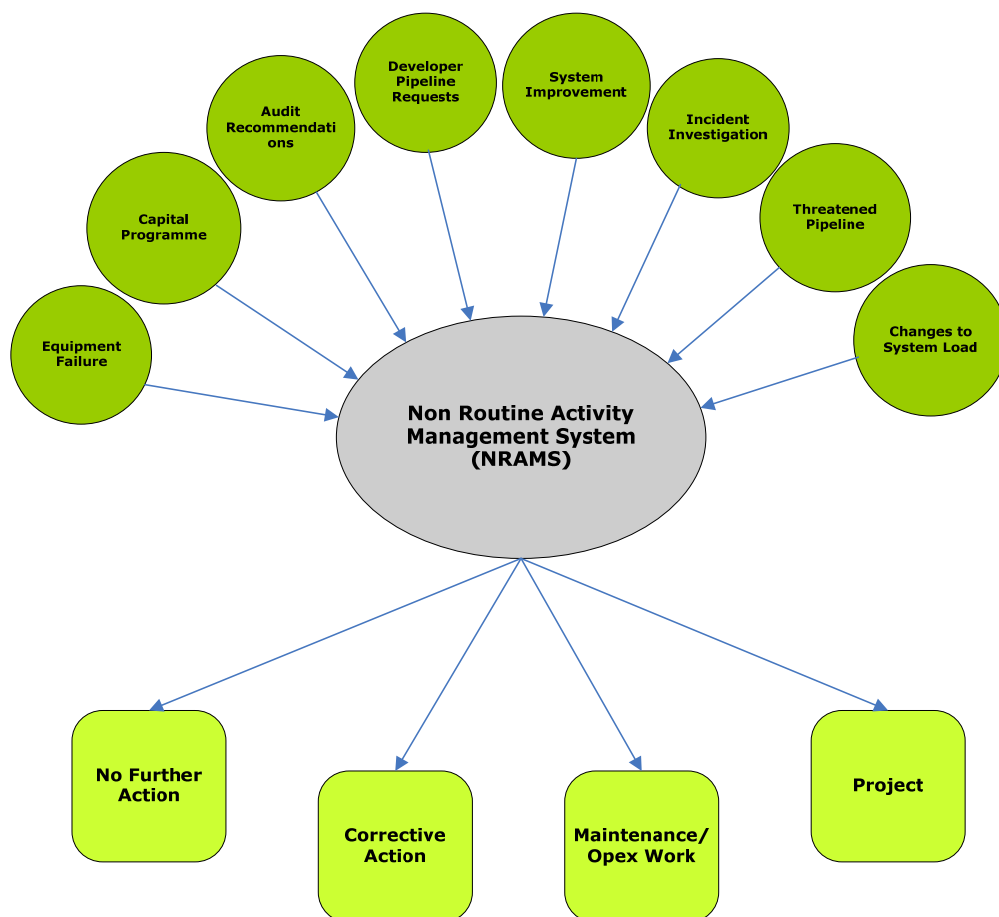 Developer
Pipeline
Requests
System
Improvement
Audit
Recommendati
ons
Incident
Investigation
Capital
Programme
Threatened
Pipeline
Equipment
Failure
Changes to
System Load
Non Routine Activity
Management System
(NRAMS)
No Further
Action
Corrective
Action
Maintenance/
Opex Work
Project